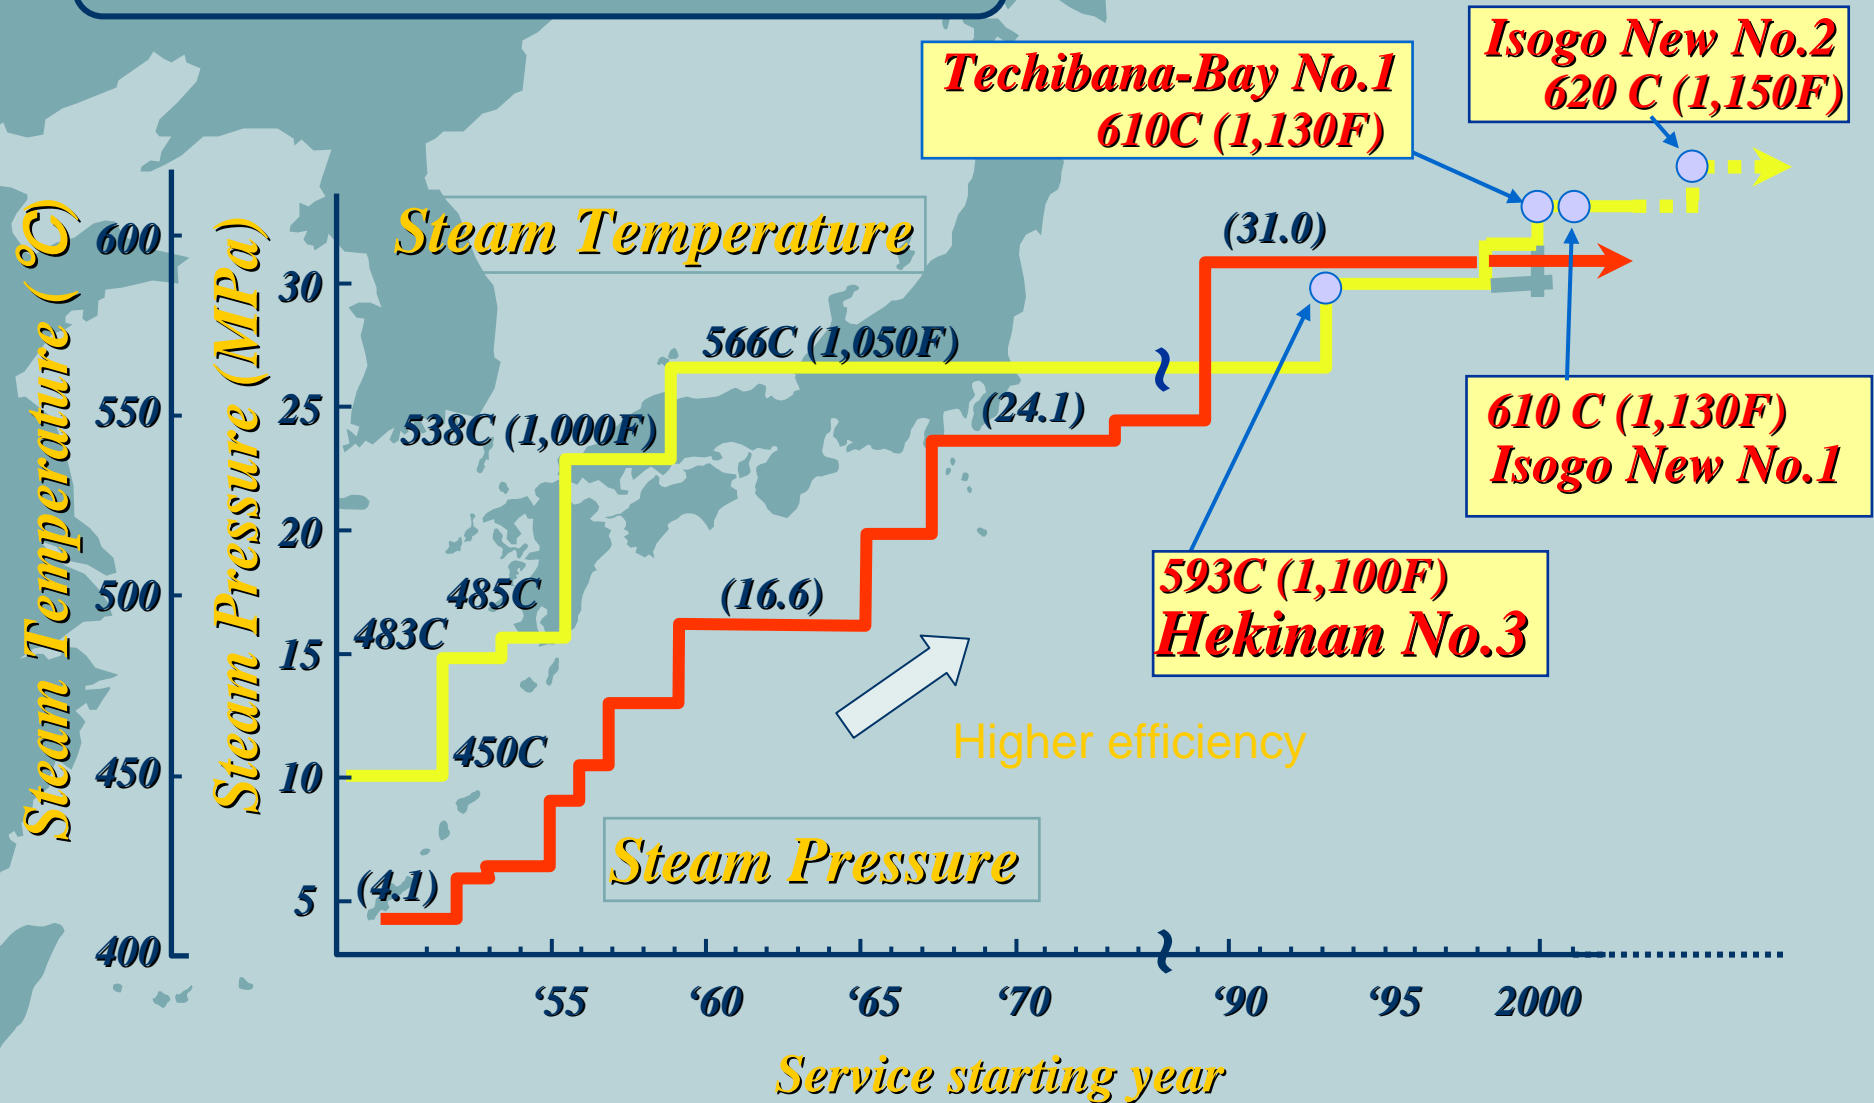 Isogo New No.2
620 C (1,150F)
Techibana-Bay No.1
610C (1,130F)
Steam Temperature (℃)
600
550
500
450
400
Steam Pressure (MPa)
30
25
20
15
10
5
Steam Temperature
(31.0)
566C (1,050F)
538C (1,000F)
(24.1)
610 C (1,130F)
Isogo New No.1
485C
483C
(16.6)
593C (1,100F)
Hekinan No.3
450C
Higher efficiency
Steam Pressure
(4.1)
‘55 ‘60 ‘65 ‘70 ‘90 ‘95 2000
Service starting year